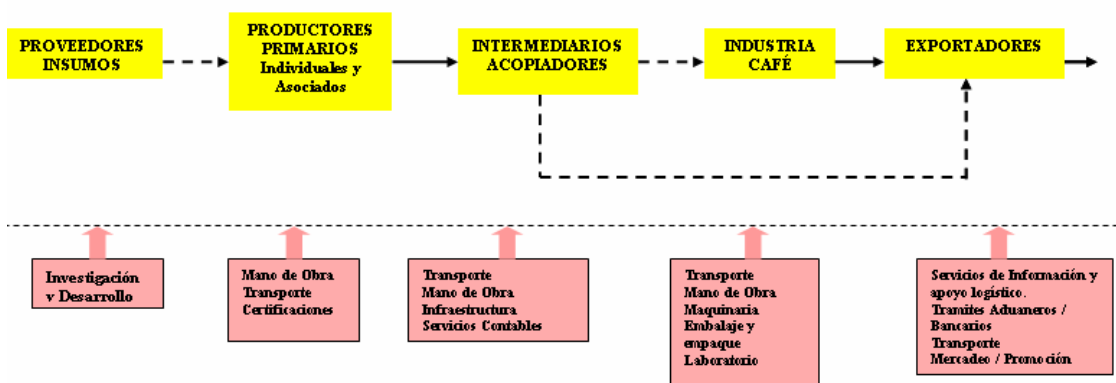 PROVEEDORES
INSUMOS
PRODUCTORES
PRIMARIOS
Individuales y
Asociados
INTERMEDIARIOS
ACOPIADORES
INDUSTRIA
CAFÉ
EXPORTADORES
Investigación
y Desarrollo
Mano de Obra
Transporte
Certificaciones
Transporte
Mano de Obra
Infraestructura
Servicios Contables
Transporte
Mano de Obra
Maquinaria
Embalaje y
empaque
Laboratorio
Servicios de Información y
apoyo logístico.
Tramites Aduaneros /
Bancarios
Transporte
Mercadeo / Promoción